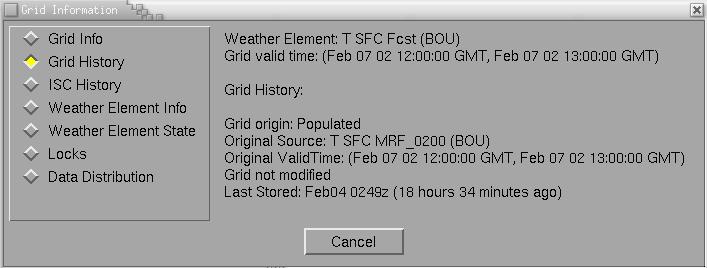 Grid Information
Grid Info
Grid History
ISC History
Weather Element Info
Weather Element State
Locks
Data Distribution
Weather Element: T SFC Fcst (BOU)
Grid valid time: (Feb 07 02 12:00:00 GMT, Feb 07 02 13:00:00 GMT)
Grid History:
Grid origin: Populated
Original Source: T SFC MRF_0200 (BOU)
Original ValidTime: (Feb 07 02 12:00:00 GMT, Feb 07 02 13:00:00 GMT)
Grid not modified
Last Stored: Feb04 0249z (18 hours 34 minutes ago)
Cancel